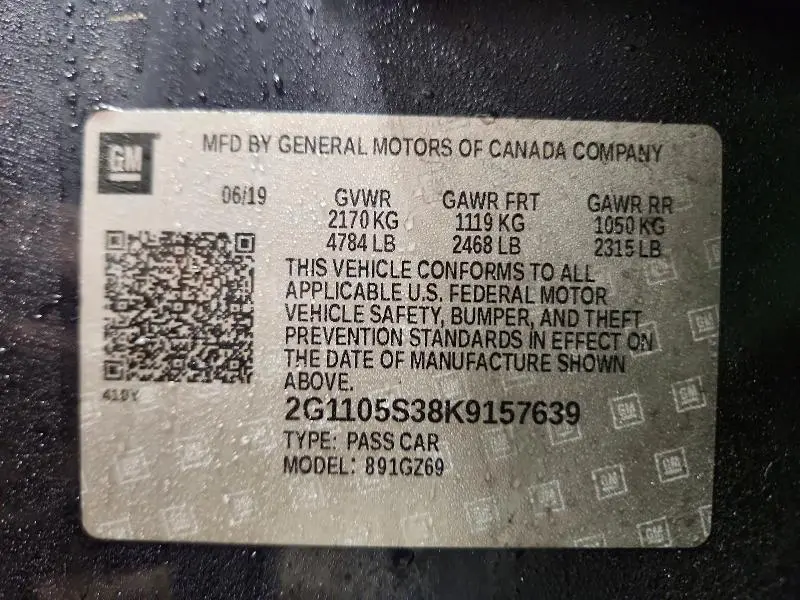 GM
MFD BY GENERAL MOTORS OF CANADA COMPANY
06/19 GVWR GAWR FRT GAWR RR
2170 KG 1119 KG 1050 KG
4784 LB 2468 LB 2315 LB
THIS VEHICLE CONFORMS TO ALL
APPLICABLE U.S. FEDERAL MOTOR
VEHICLE SAFETY, BUMPER, AND THEFT
PREVENTION STANDARDS IN EFFECT ON
THE DATE OF MANUFACTURE SHOWN
ABOVE.
2G1105S38K9157639
TYPE: PASS CAR
MODEL: 891GZ69